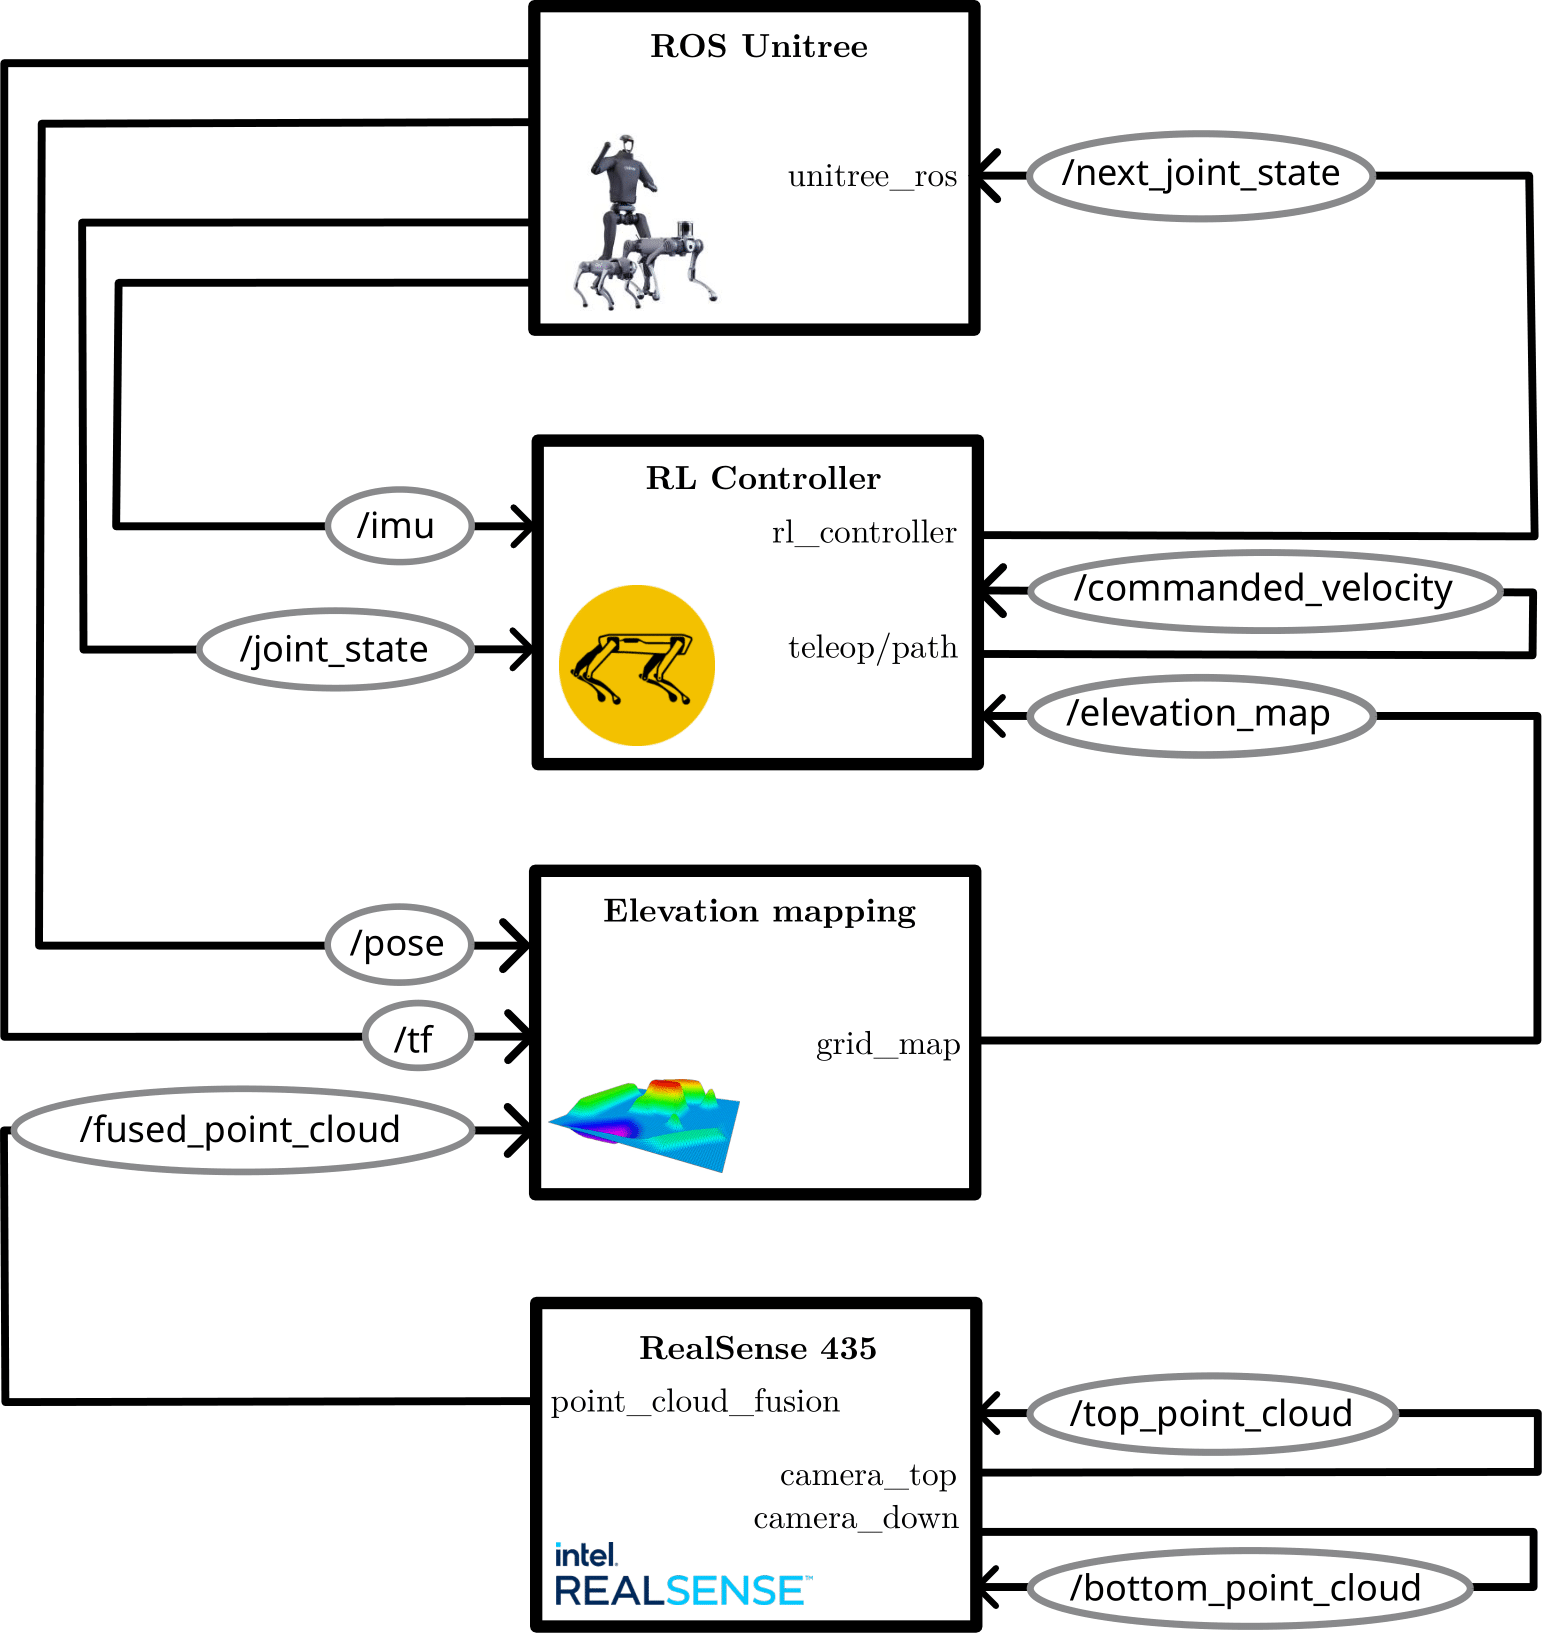 ROS Unitree
unitree_ros
/next_joint_state
RL Controller
rl_controller
/imu
/commanded_velocity
/joint_state
teleop/path
/elevation_map
Elevation mapping
/pose
/tf
grid_map
/fused_point_cloud
RealSense 435
point_cloud_fusion
/top_point_cloud
camera_top
camera_down
intel.
REALSENSE™
/bottom_point_cloud